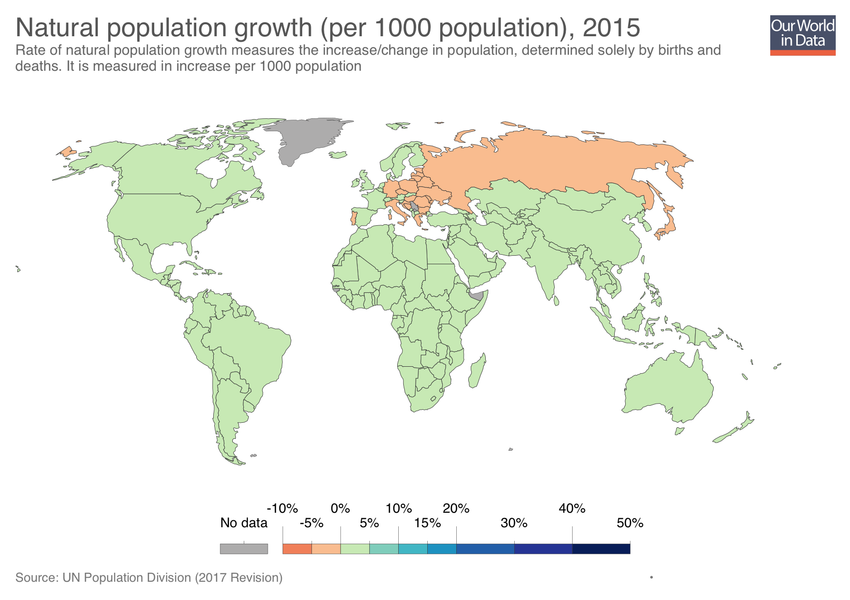 Natural population growth (per 1000 population), 2015
Our World
in Data
Rate of natural population growth measures the increase/change in population, determined solely by births and
deaths. It is measured in increase per 1000 population
-10% 0% 10% 20% 40%
No data -5% 5% 15% 30% 50%
Source: UN Population Division (2017 Revision)